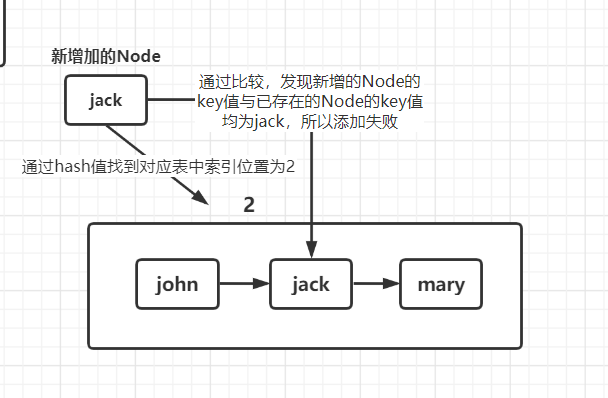 新增加的Node
jack
通过比较，发现新增的Node的
key值与已存在的Node的key值
均为jack，所以添加失败
通过hash值找到对应表中索引位置为2
2
john
jack
mary